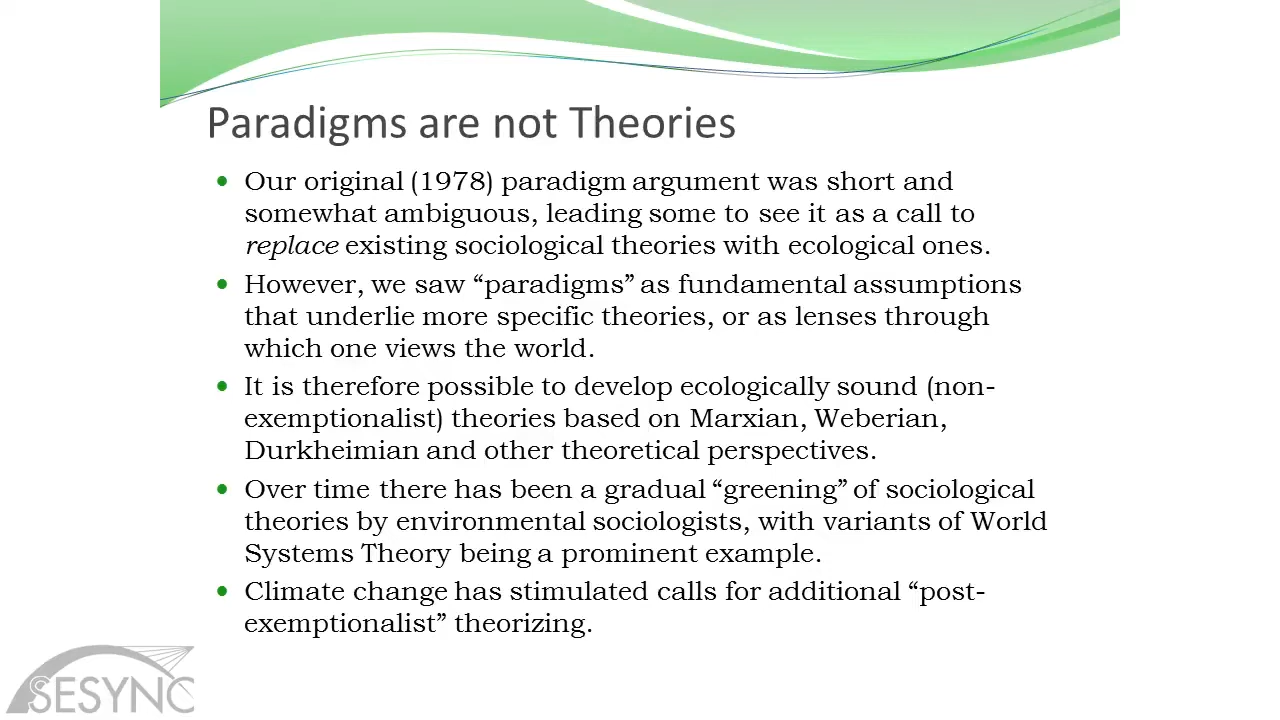 Paradigms are not Theories
• Our original (1978) paradigm argument was short and
somewhat ambiguous, leading some to see it as a call to
replace existing sociological theories with ecological ones.
• However, we saw “paradigms” as fundamental assumptions
that underlie more specific theories, or as lenses through
which one views the world.
• It is therefore possible to develop ecologically sound (non-
exemptionalist) theories based on Marxian, Weberian,
Durkheimian and other theoretical perspectives.
• Over time there has been a gradual “greening” of sociological
theories by environmental sociologists, with variants of World
Systems Theory being a prominent example.
• Climate change has stimulated calls for additional “post-
exemptionalist” theorizing.
SESYNC